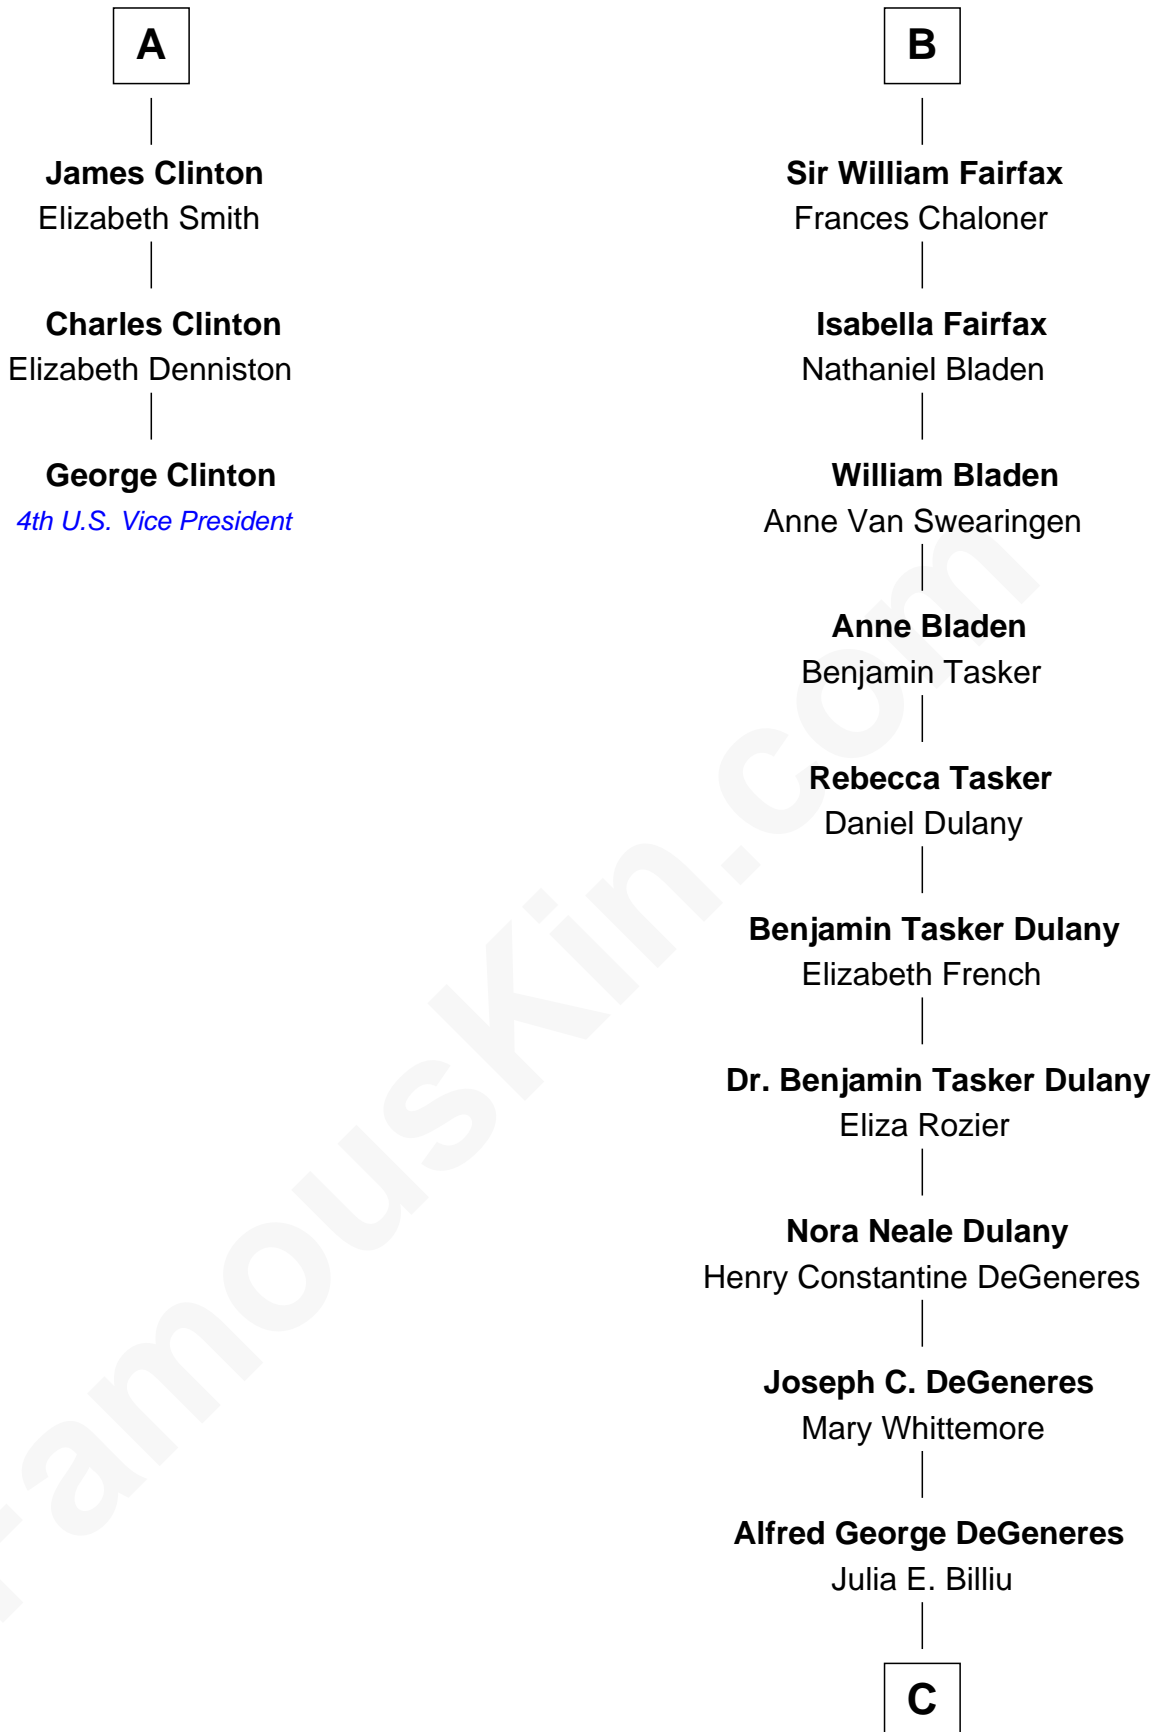 A
James Clinton
Elizabeth Smith
Charles Clinton
Elizabeth Denniston
George Clinton
4th U.S. Vice President
B
Sir William Fairfax
Frances Chaloner
Isabella Fairfax
Nathaniel Bladen
William Bladen
Anne Van Swearingen
Anne Bladen
Benjamin Tasker
Rebecca Tasker
Daniel Dulany
Benjamin Tasker Dulany
Elizabeth French
Dr. Benjamin Tasker Dulany
Eliza Rozier
Nora Neale Dulany
Henry Constantine DeGeneres
Joseph C. DeGeneres
Mary Whittemore
Alfred George DeGeneres
Julia E. Billiu
C
FamousKin.com